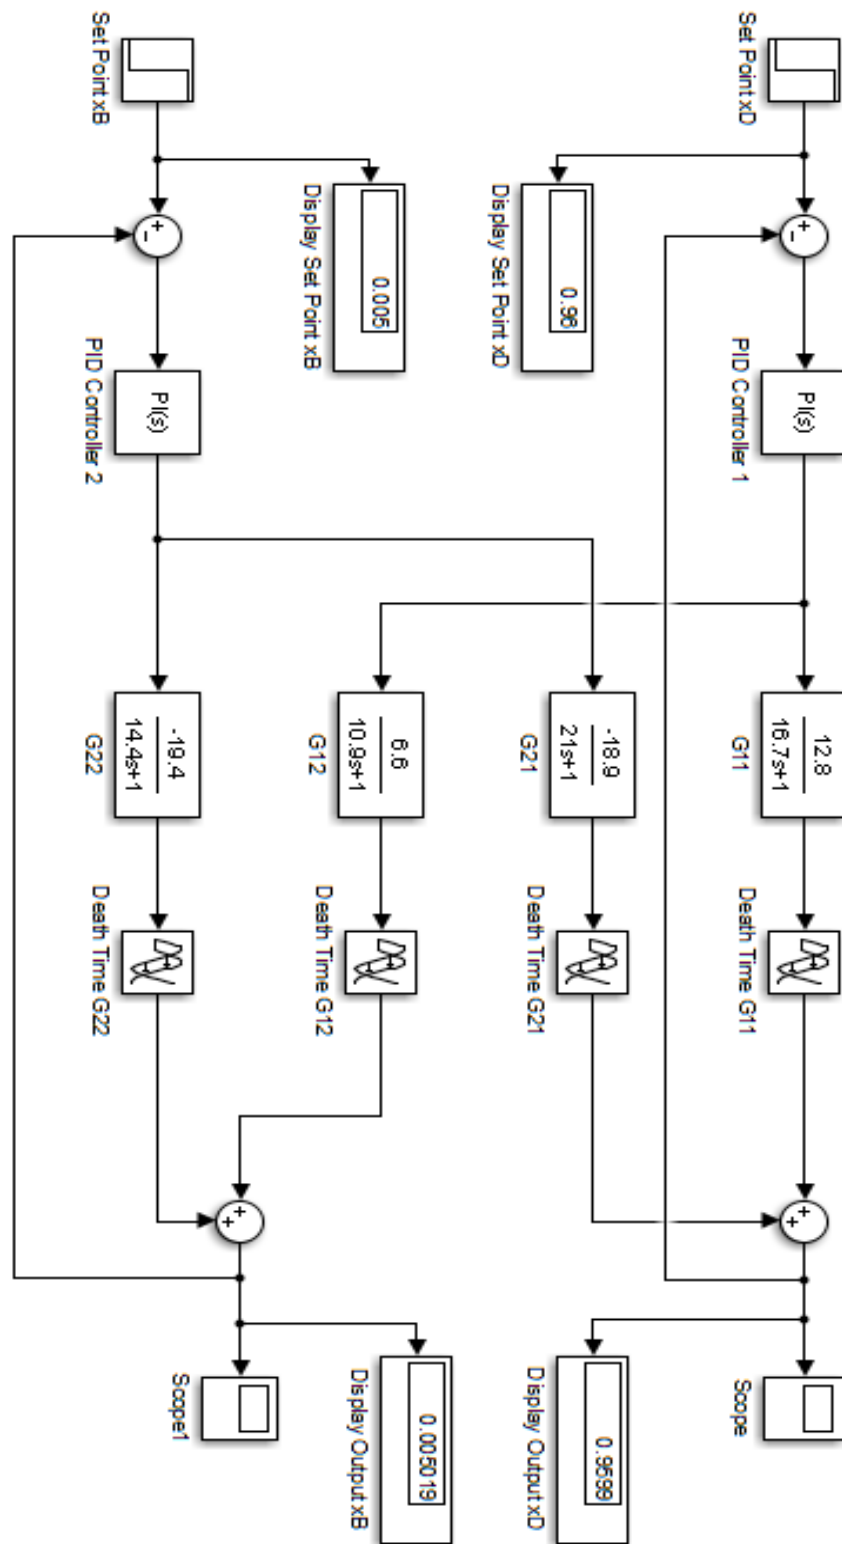 Set Point xD
+
-
PI(s)
PID Controller 1
12.8
16.7s+1
G11
Death Time G11
+
+
Scope
0.96
Display Set Point xD
-18.9
21s+1
G21
Death Time G21
0.9599
Display Output xD
0.005
Display Set Point xB
6.6
10.9s+1
G12
Death Time G12
0.005019
Display Output xB
Set Point xB
+
-
PI(s)
PID Controller 2
-19.4
14.4s+1
G22
Death Time G22
+
+
Scope1